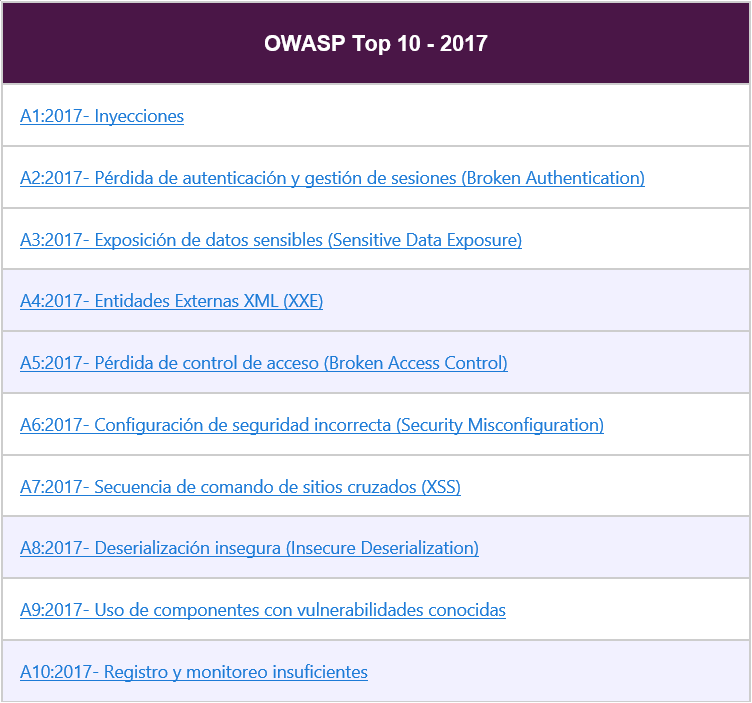 OWASP Top 10 - 2017
A1:2017- Inyecciones
A2:2017- Pérdida de autenticación y gestión de sesiones (Broken Authentication)
A3:2017- Exposición de datos sensibles (Sensitive Data Exposure)
A4:2017- Entidades Externas XML (XXE)
A5:2017- Pérdida de control de acceso (Broken Access Control)
A6:2017- Configuración de seguridad incorrecta (Security Misconfiguration)
A7:2017- Secuencia de comando de sitios cruzados (XSS)
A8:2017- Deserialización insegura (Insecure Deserialization)
A9:2017- Uso de componentes con vulnerabilidades conocidas
A10:2017- Registro y monitoreo insuficientes